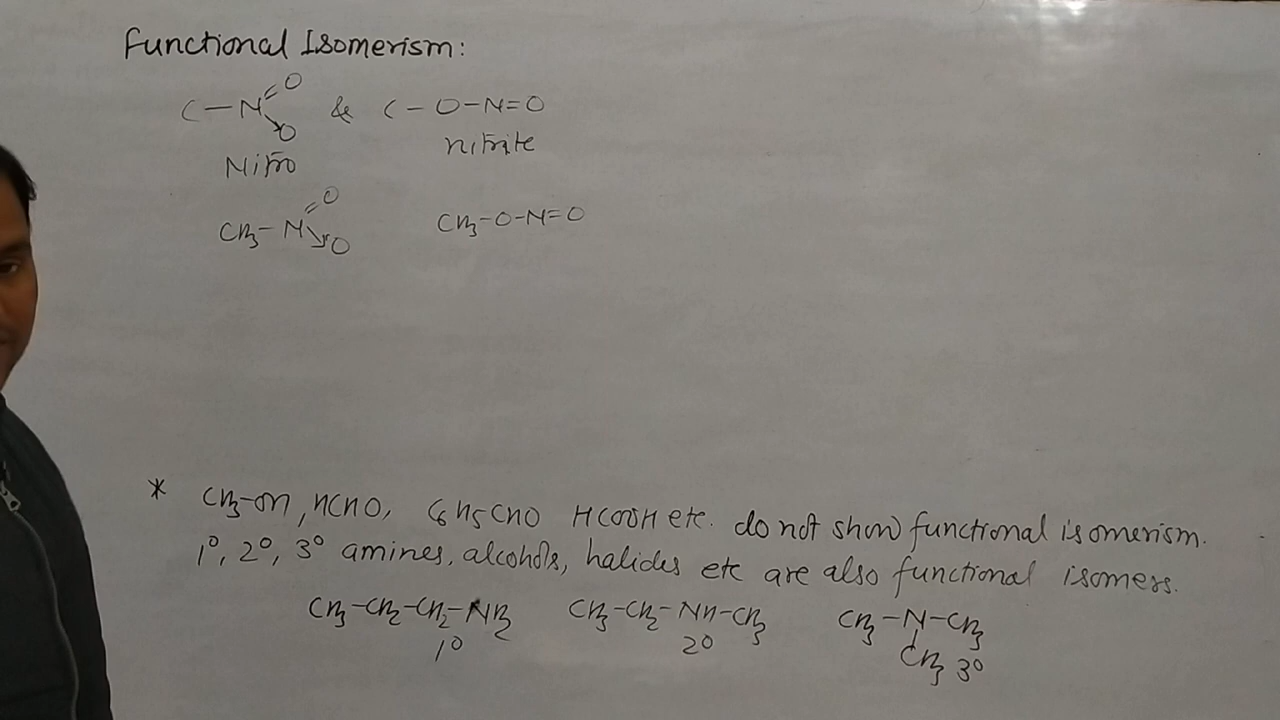 Functional Isomerism:
C-N=O→O & C-O-N=O
Nitro nitrite
CH3-N=O→O CH3-O-N=O
* CH3-OH, HCHO, C6H5CHO HCOOH etc. do not show functional isomerism.
1°, 2°, 3° amines, alcohols, halides etc are also functional isomers.
CH3-CH2-CH2-NH2 CH3-CH2-NH-CH3 CH3-N-CH3
1° 2° CH3 3°